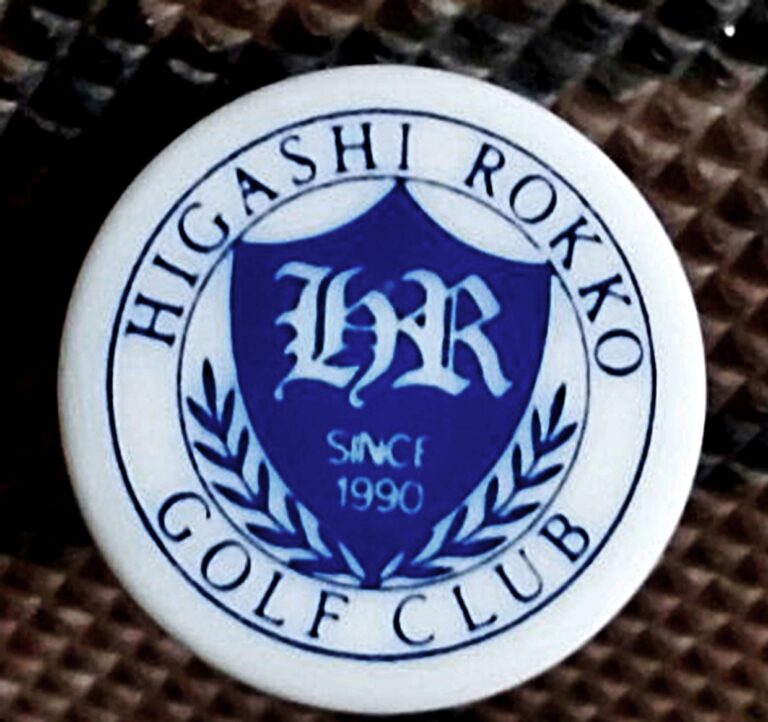 HIGASHI ROKKO
HR
SINCE
1990
GOLF CLUB